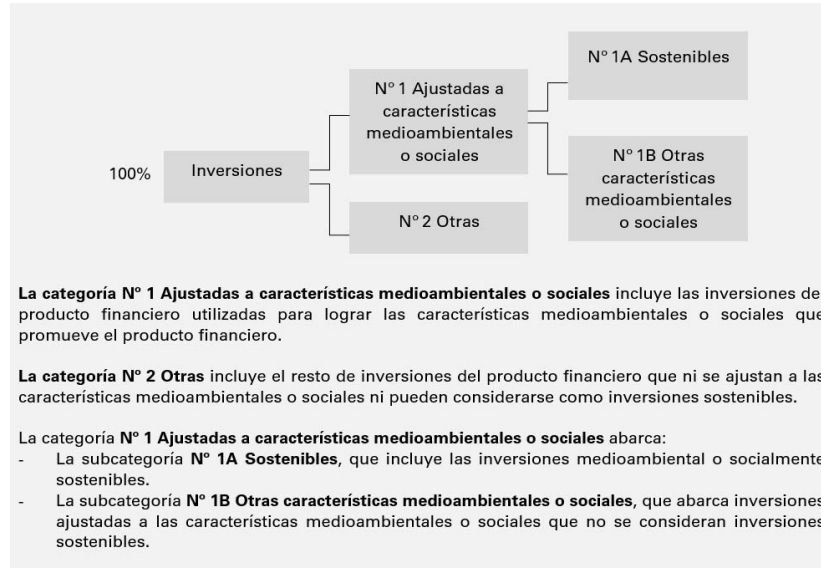 Nº 1A Sostenibles
Nº 1 Ajustadas a
características
medioambientales
o sociales
Nº 1B Otras
características
medioambientales
o sociales
100%
Inversiones
Nº 2 Otras
La categoría Nº 1 Ajustadas a características medioambientales o sociales incluye las inversiones de
producto financiero utilizadas para lograr las características medioambientales o sociales que
promueve el producto financiero.
La categoría Nº 2 Otras incluye el resto de inversiones del producto financiero que ni se ajustan a las
características medioambientales o sociales ni pueden considerarse como inversiones sostenibles.
La categoría Nº 1 Ajustadas a características medioambientales o sociales abarca:
- La subcategoría Nº 1A Sostenibles, que incluye las inversiones medioambiental o socialmente
sostenibles.
- La subcategoría Nº 1B Otras características medioambientales o sociales, que abarca inversiones
ajustadas a las características medioambientales o sociales que no se consideran inversiones
sostenibles.